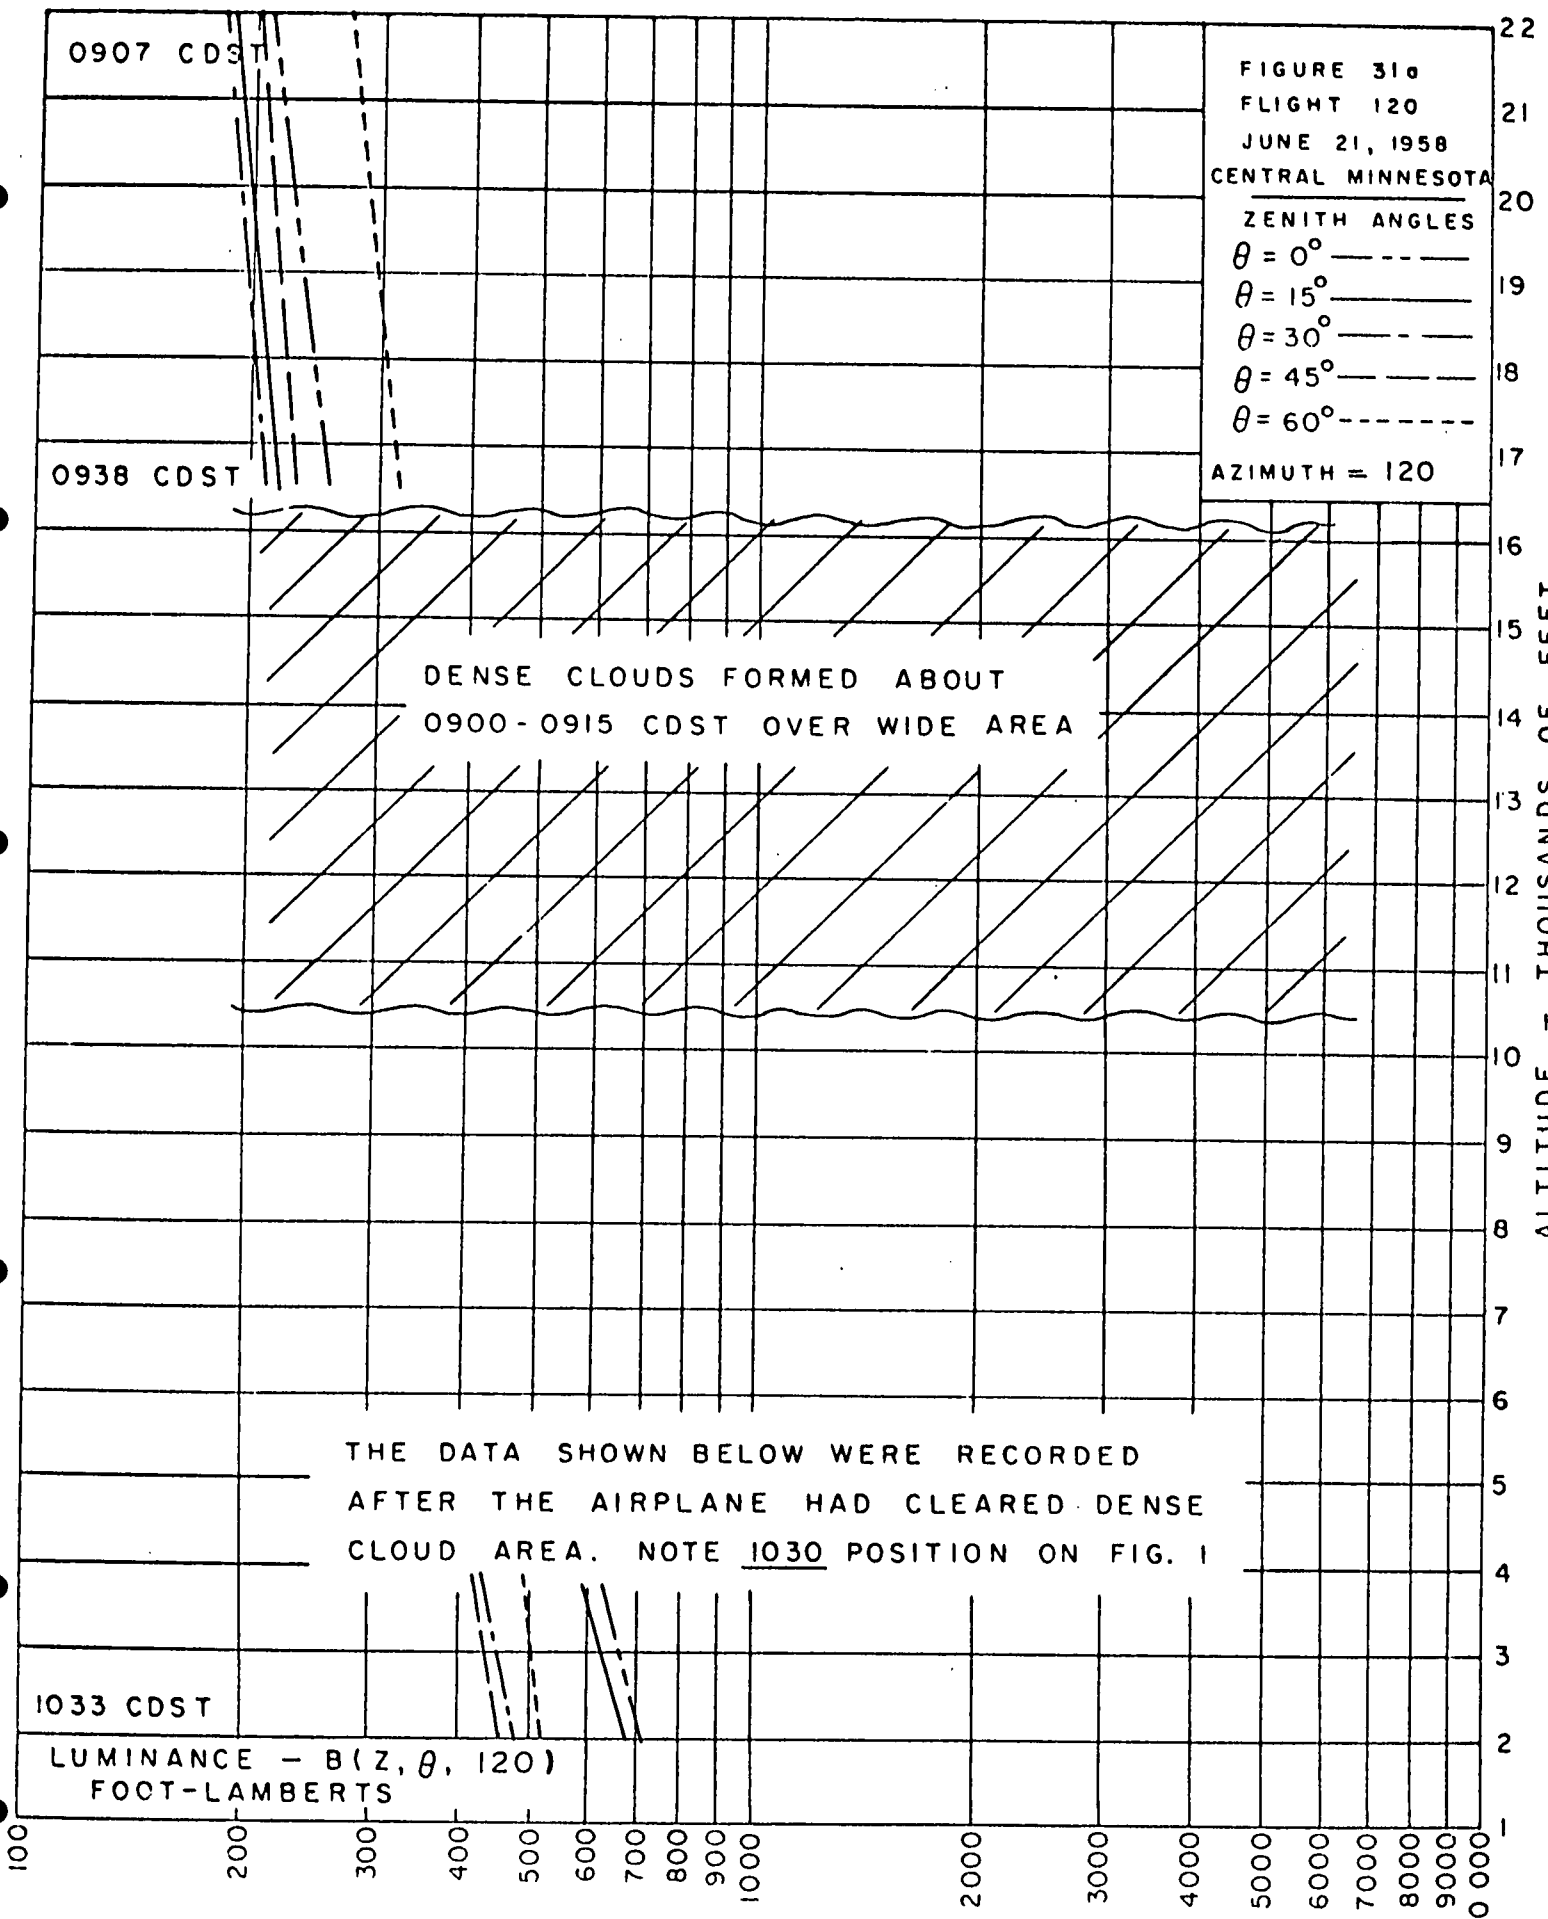 0907 CDST
FIGURE 31a
FLIGHT 120
JUNE 21, 1958
CENTRAL MINNESOTA
ZENITH ANGLES
θ = 0°
θ = 15°
θ = 30°
θ = 45°
θ = 60°
AZIMUTH = 120
0938 CDST
DENSE CLOUDS FORMED ABOUT
0900-0915 CDST OVER WIDE AREA
THE DATA SHOWN BELOW WERE RECORDED
AFTER THE AIRPLANE HAD CLEARED DENSE
CLOUD AREA. NOTE 1030 POSITION ON FIG. 1
1033 CDST
LUMINANCE - B(Z, θ, 120)
FOOT-LAMBERTS
22
21
20
19
18
17
16
15
14
13
12
11
10
9
8
7
6
5
4
3
2
1
ALTITUDE - THOUSANDS OF FEET
100
200
300
400
500
600
700
800
900
1000
2000
3000
4000
5000
6000
7000
8000
9000
0000